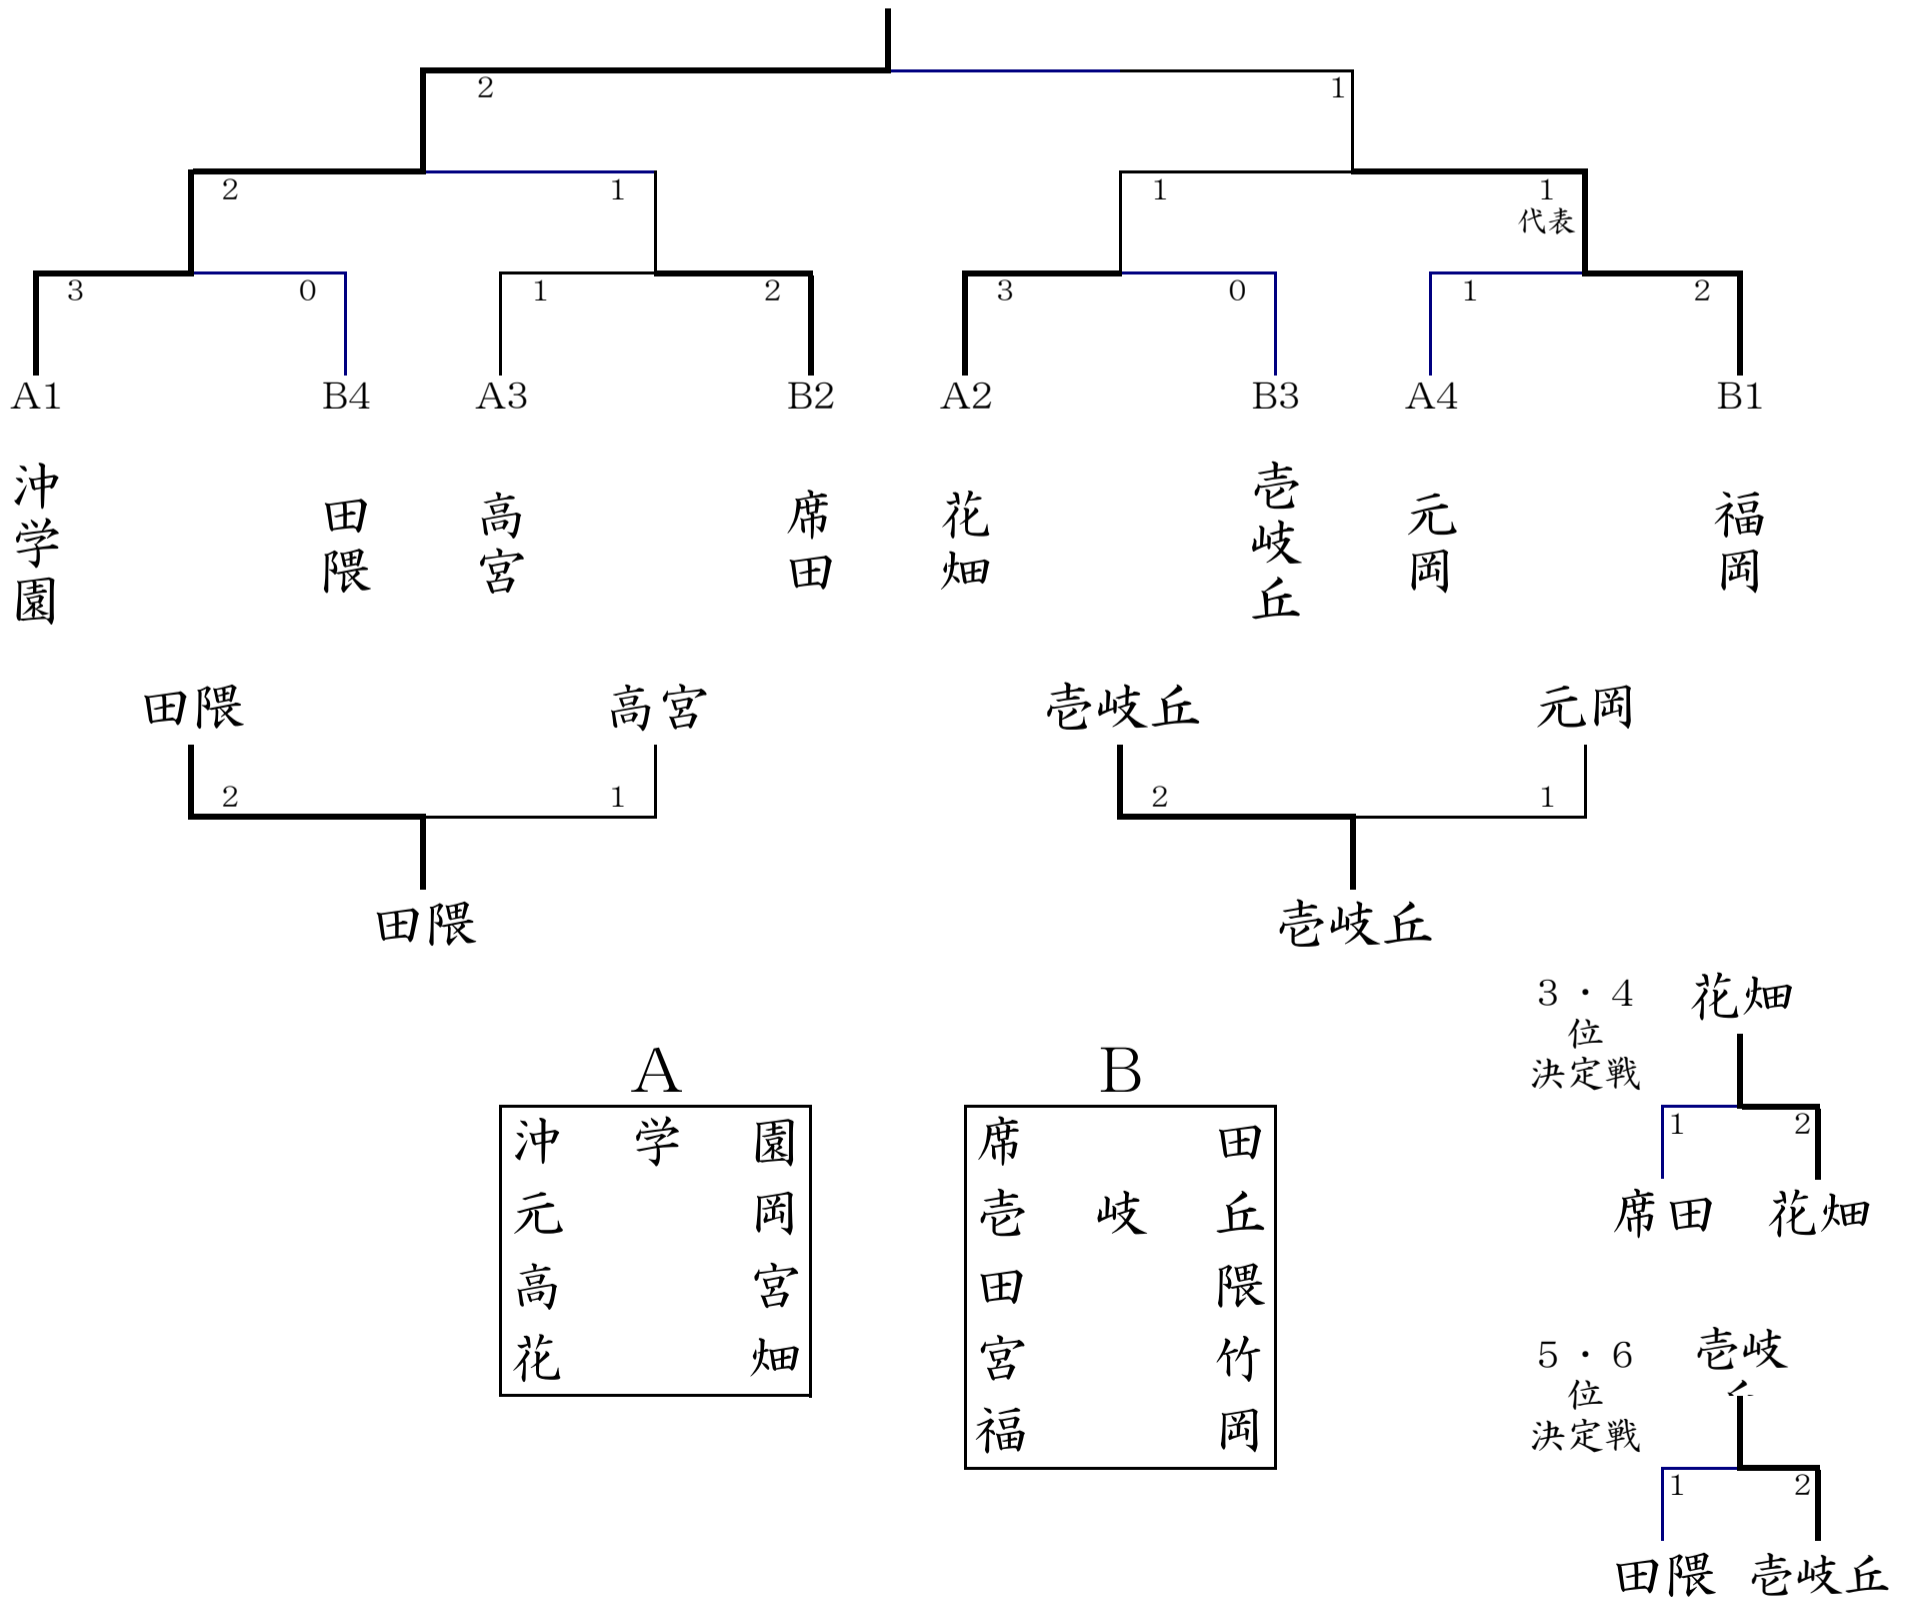 2 1
2 1 1 1
代表
3 0 1 2 3 0 1 2
A1 B4 A3 B2 A2 B3 A4 B1
沖学園 田隈 高宮 席田 花畑 壱岐丘 元岡 福岡
田隈 高宮 壱岐丘 元岡
2 1 2 1
田隈 壱岐丘
A
沖学園
元岡
高宮
花畑
B
席田
壱岐丘
田隈
宮竹
福岡
3・4
位
決定戦
花畑
1 2
席田 花畑
5・6
位
決定戦
壱岐
丘
1 2
田隈 壱岐丘